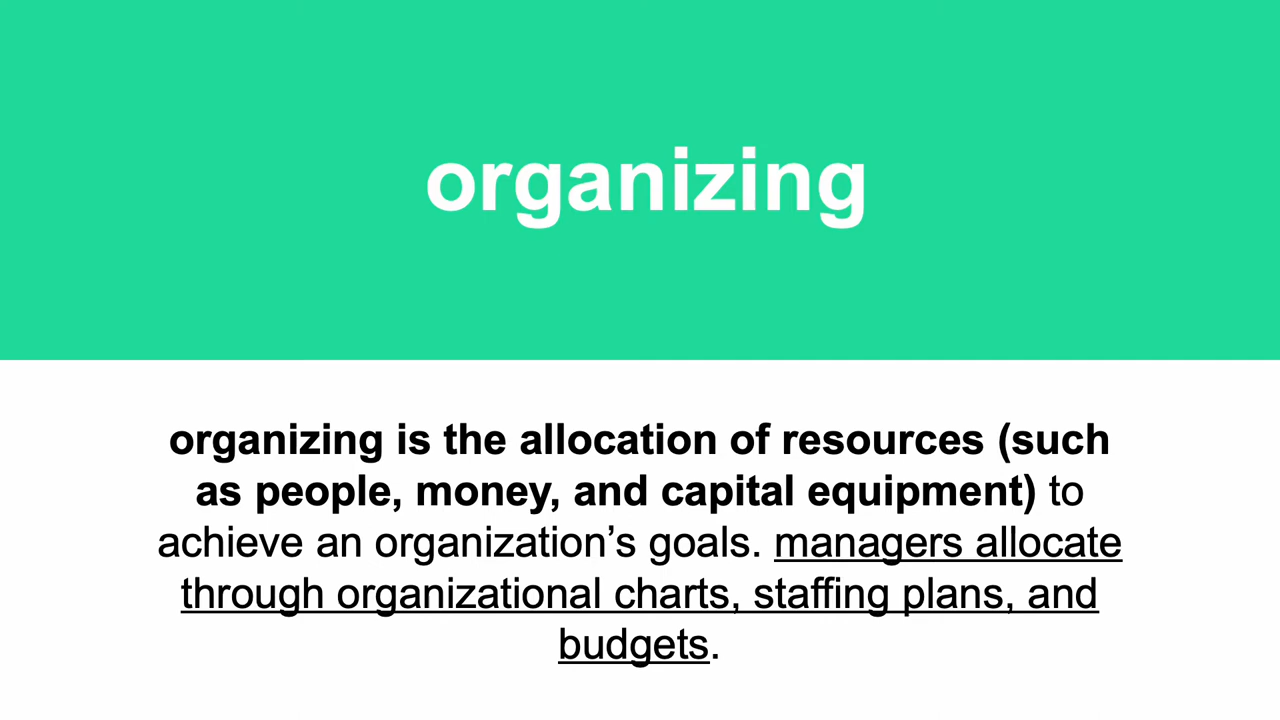 organizing
organizing is the allocation of resources (such
as people, money, and capital equipment) to
achieve an organization’s goals. managers allocate
through organizational charts, staffing plans, and
budgets.